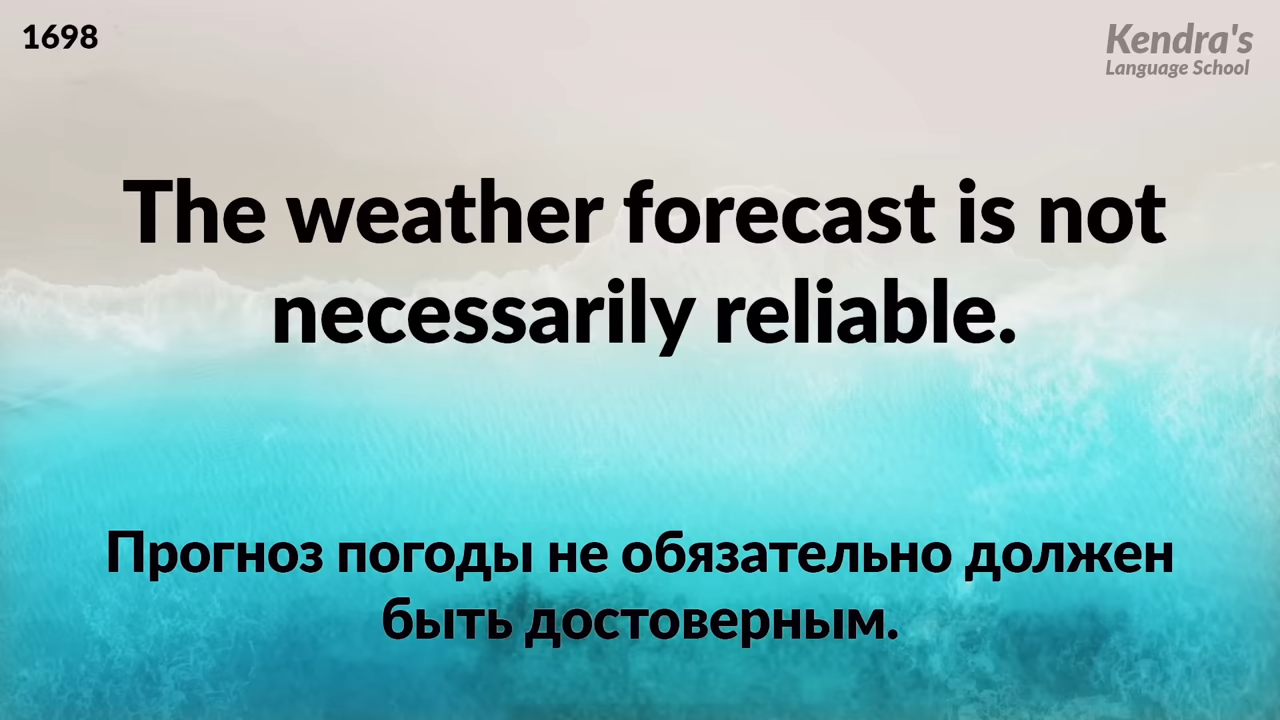 1698
Kendra's
Language School
The weather forecast is not
necessarily reliable.
Прогноз погоды не обязательно должен
быть достоверным.